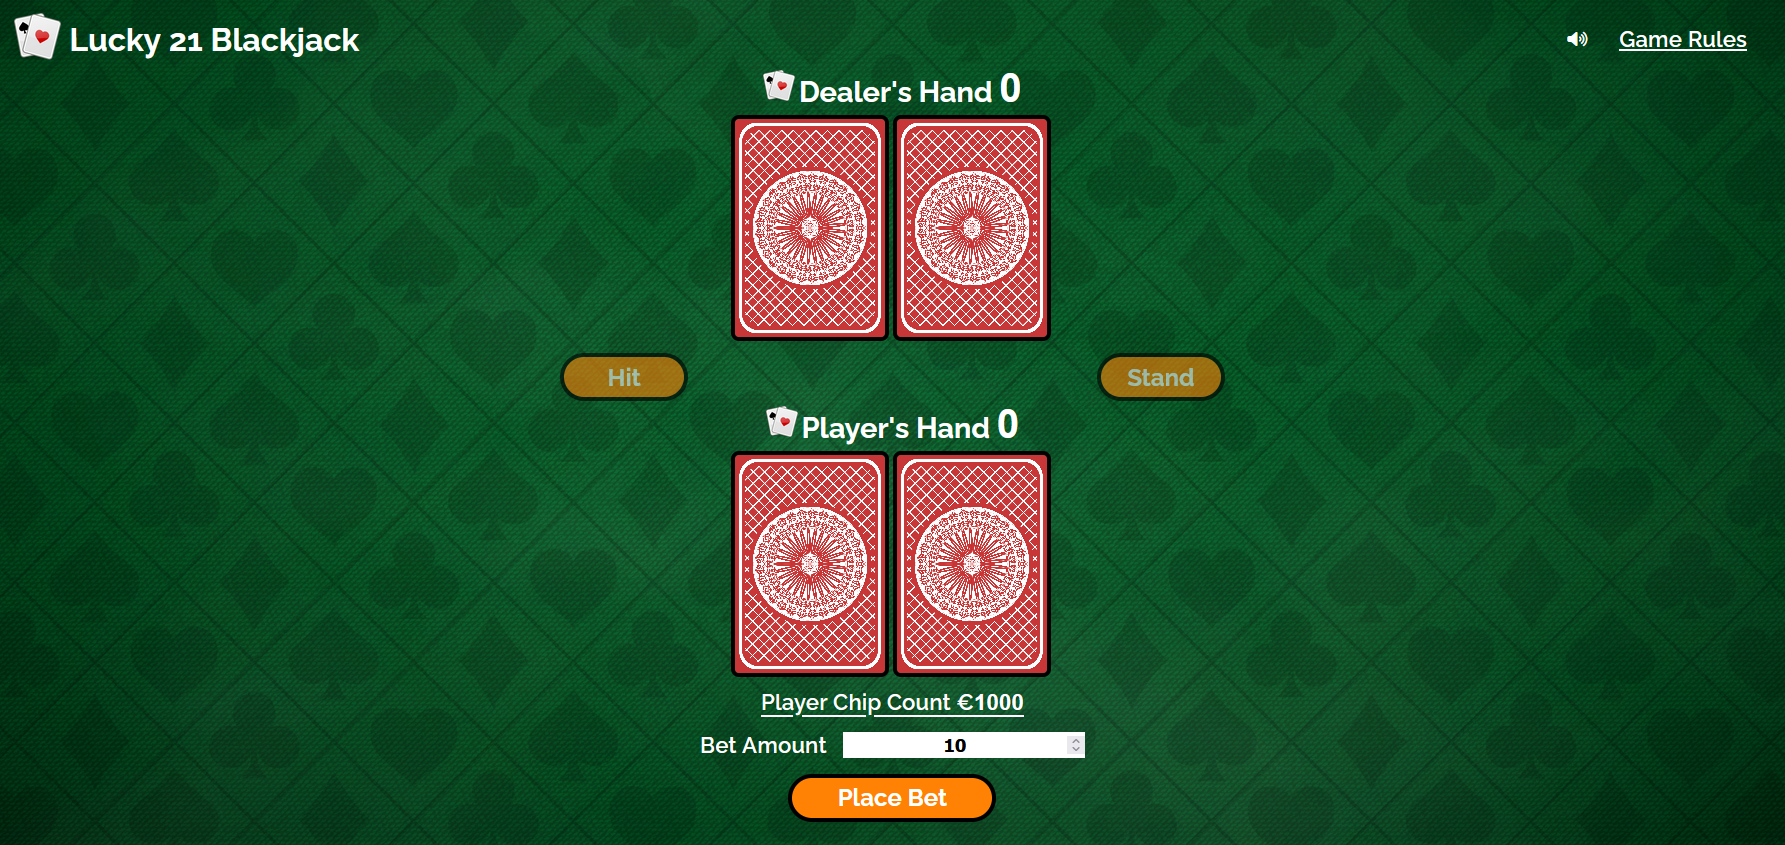 Lucky 21 Blackjack
Game Rules
Dealer's Hand 0
Hit
Stand
Player's Hand 0
Player Chip Count €1000
Bet Amount 10
Place Bet